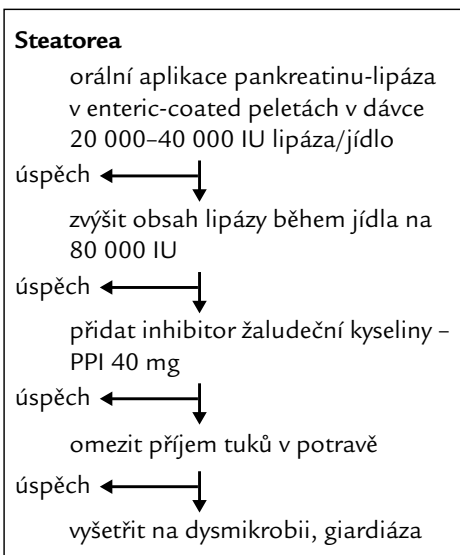 Steatorea
orální aplikace pankreatinu-lipáza
v enteric-coated peletách v dávce
20 000–40 000 IU lipáza/jídlo
úspěch
zvýšit obsah lipázy během jídla na
80 000 IU
úspěch
přidat inhibitor žaludeční kyseliny –
PPI 40 mg
úspěch
omezit příjem tuků v potravě
úspěch
vyšetřit na dysmikrobii, giardiáza